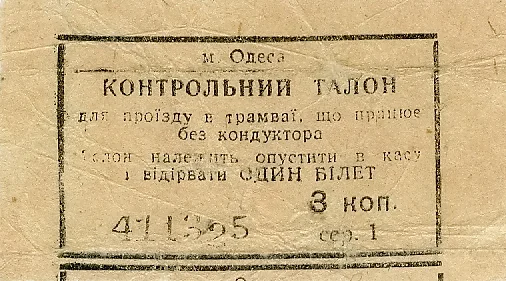 м. Одеса
КОНТРОЛЬНИЙ ТАЛОН
для проїзду в трамваї, що працює
без кондуктора
Талон належить опустити в касу
і відірвати ОДИН БІЛЕТ
3 коп.
411395 сер. 1